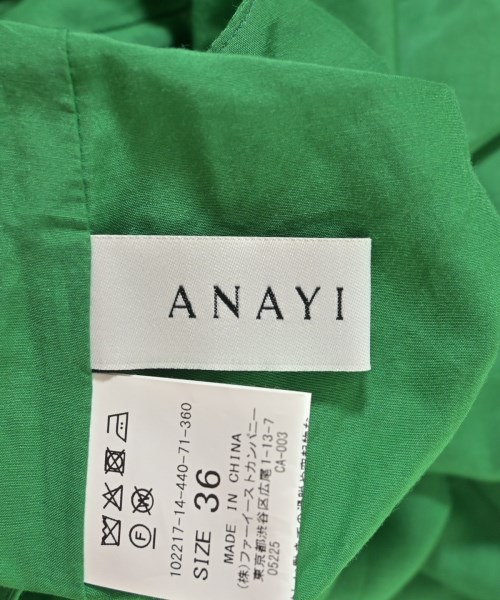 ANAYI
102217-14-440-71-360
SIZE 36
MADE IN CHINA
(株)ファーイーストカンパニー
東京都渋谷区広尾1-13-7
05225 CA-003